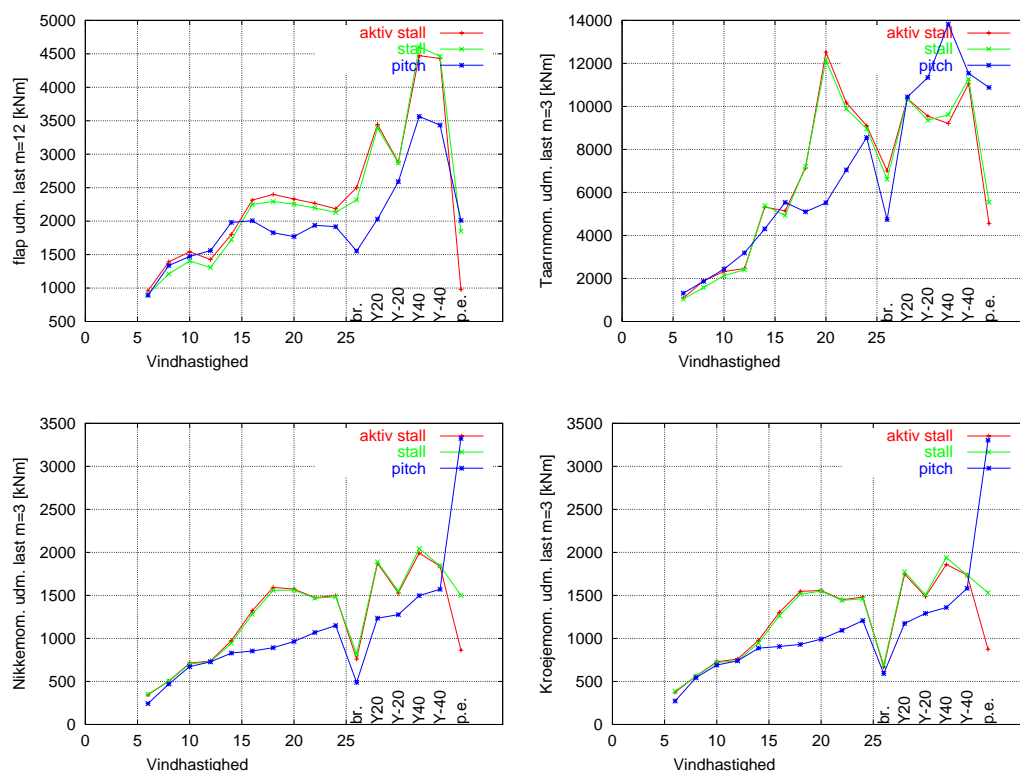 flap udm. last m=12 [kNm]
5000
4500
4000
3500
3000
2500
2000
1500
1000
500
aktiv stall
stall
pitch
br.
Y20
Y-20
Y40
Y-40
p.e.
0 5 10 15 20 25
Vindhastighed
Taarnmom. udm. last m=3 [kNm]
14000
12000
10000
8000
6000
4000
2000
0
aktiv stall
stall
pitch
br.
Y20
Y-20
Y40
Y-40
p.e.
0 5 10 15 20 25
Vindhastighed
Nikkemom. udm. last m=3 [kNm]
3500
3000
2500
2000
1500
1000
500
0
aktiv stall
stall
pitch
br.
Y20
Y-20
Y40
Y-40
p.e.
0 5 10 15 20 25
Vindhastighed
Kroejemom. udm. last m=3 [kNm]
3500
3000
2500
2000
1500
1000
500
0
aktiv stall
stall
pitch
br.
Y20
Y-20
Y40
Y-40
p.e.
0 5 10 15 20 25
Vindhastighed